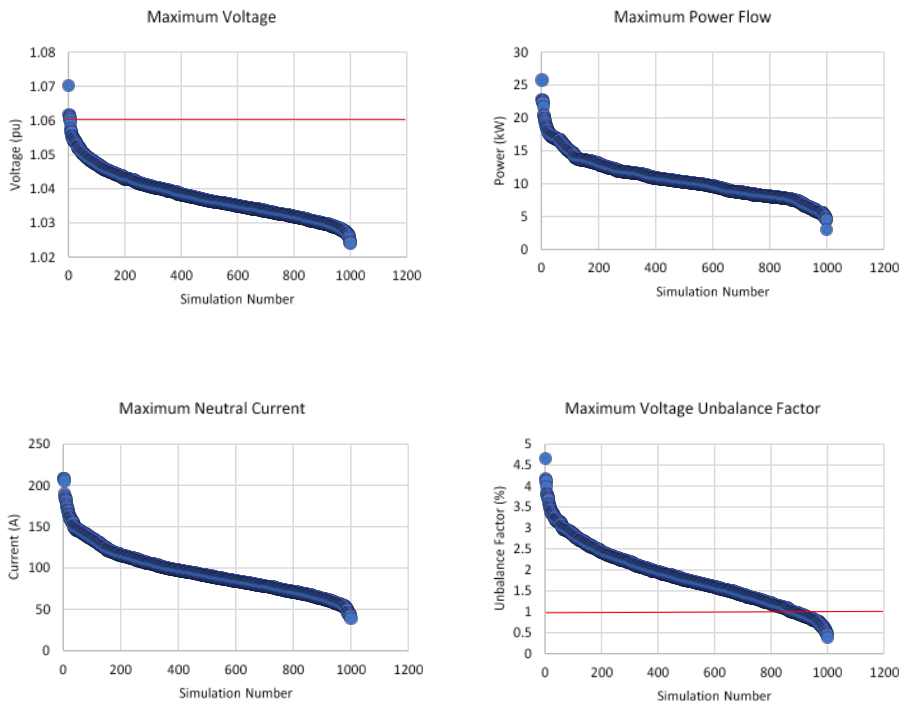 Maximum Voltage
1.08
1.07
1.06
1.05
1.04
1.03
1.02
Voltage (pu)
0 200 400 600 800 1000 1200
Simulation Number
Maximum Power Flow
30
25
20
15
10
5
0
Power (kW)
0 200 400 600 800 1000 1200
Simulation Number
Maximum Neutral Current
250
200
150
100
50
0
Current (A)
0 200 400 600 800 1000 1200
Simulation Number
Maximum Voltage Unbalance Factor
5
4.5
4
3.5
3
2.5
2
1.5
1
0.5
0
Unbalance Factor (%)
0 200 400 600 800 1000 1200
Simulation Number